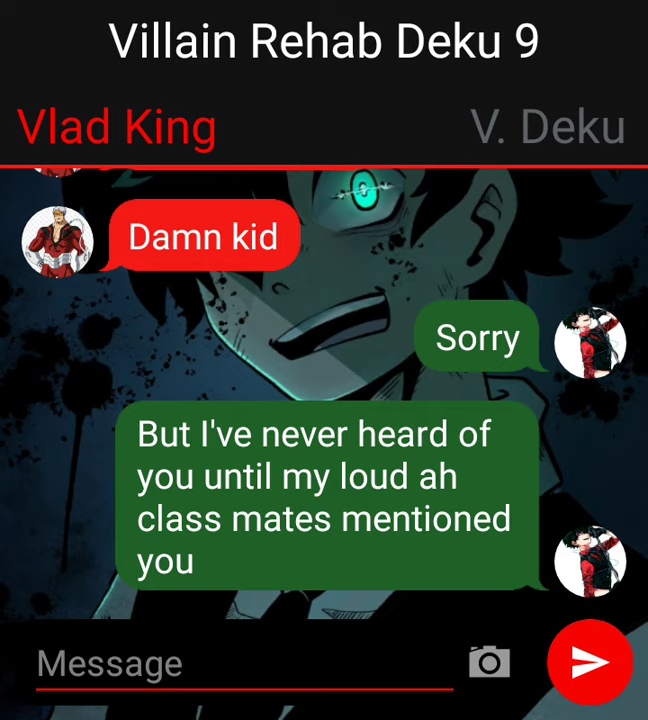 Villain Rehab Deku 9
Vlad King
V. Deku
Damn kid
Sorry
But I've never heard of
you until my loud ah
class mates mentioned
you
Message